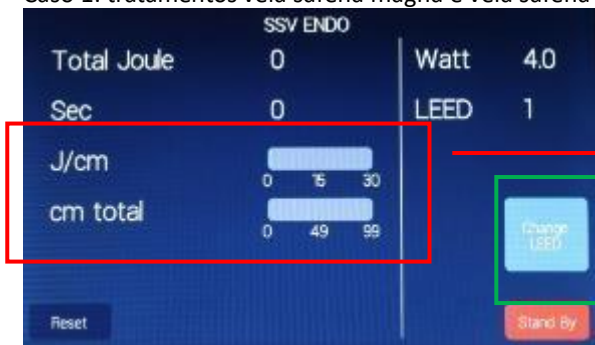 SSV ENDO
Total Joule 0 Watt 4.0
Sec 0 LEED 1
J/cm
0 15 30
cm total
0 49 99
Change
LEED
Reset Stand By